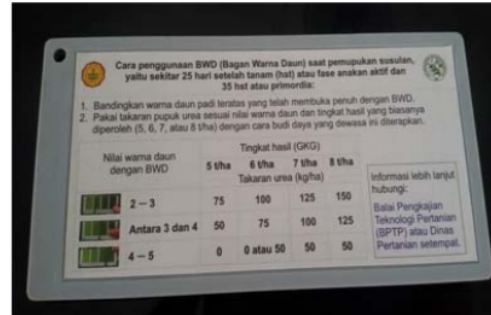 Cara penggunaan BWD (Bagan Warna Daun) saat pemupukan susulan,
yaitu sekitar 25 hari setelah tanam (hst) atau fase anakan aktif dan
35 hst atau primordia:
1. Bandingkan warna daun padi teratas yang telah membuka penuh dengan BWD.
2. Pakai takaran pupuk urea sesuai nilai warna daun dan tingkat hasil yang biasanya
diperoleh (5, 6, 7, atau 8 t/ha) dengan cara budi daya yang dewasa ini diterapkan.
Nilai warna daun
dengan BWD
Tingkat hasil (GKG)
5 t/ha 6 t/ha 7 t/ha 8 t/ha
Takaran urea (kg/ha)
2 – 3 75 100 125 150
Antara 3 dan 4 50 75 100 125
4 – 5 0 0 atau 50 50 50
Informasi lebih lanjut
hubungi:
Balai Pengkajian
Teknologi Pertanian
(BPTP) atau Dinas
Pertanian setempat.